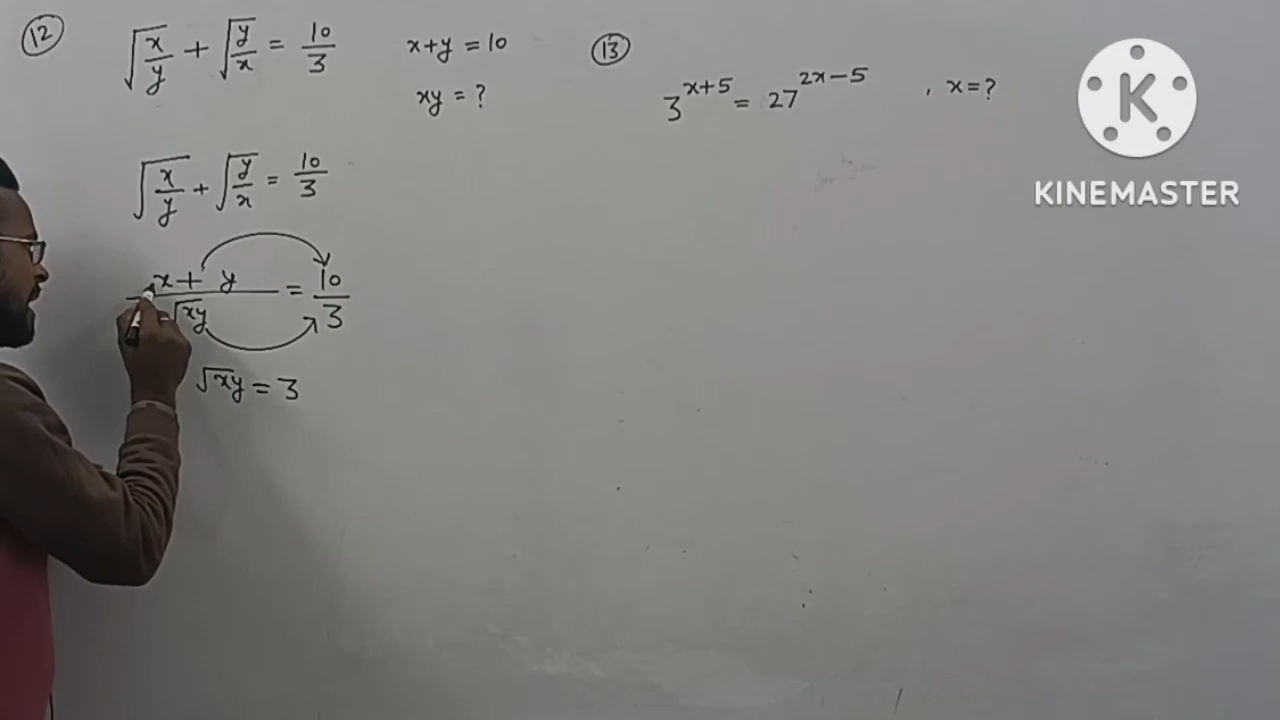 (12) √(x/y) + √(y/x) = 10/3 x+y = 10
xy = ?
√(x/y) + √(y/x) = 10/3
(x + y)/√xy = 10/3
√xy = 3
(13)
3^(x+5) = 27^(2x-5) , x = ?
K
KINEMASTER